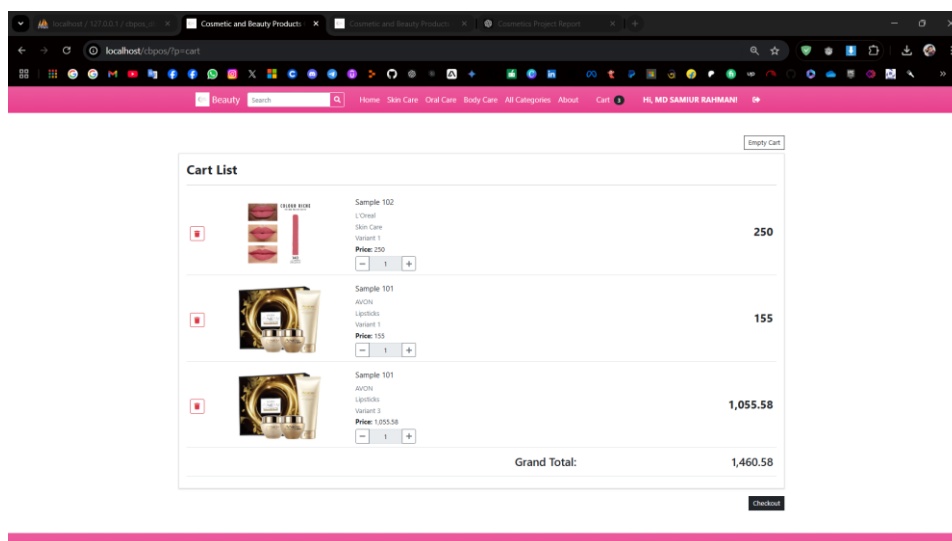 localhost / 127.0.0.1 / cbpos_d
Cosmetic and Beauty Products
Cosmetic and Beauty Products
Cosmetics Project Report
localhost/cbpos/?p=cart
Beauty
Search
Home Skin Care Oral Care Body Care All Categories About Cart 3 HI, MD SAMIUR RAHMAN!
Empty Cart
Cart List
COLOUR RICHE
Sample 102
L'Oreal
Skin Care
Variant 1
Price: 250
1
250
Sample 101
AVON
Lipsticks
Variant 1
Price: 155
1
155
Sample 101
AVON
Lipsticks
Variant 3
Price: 1,055.58
1
1,055.58
Grand Total: 1,460.58
Checkout